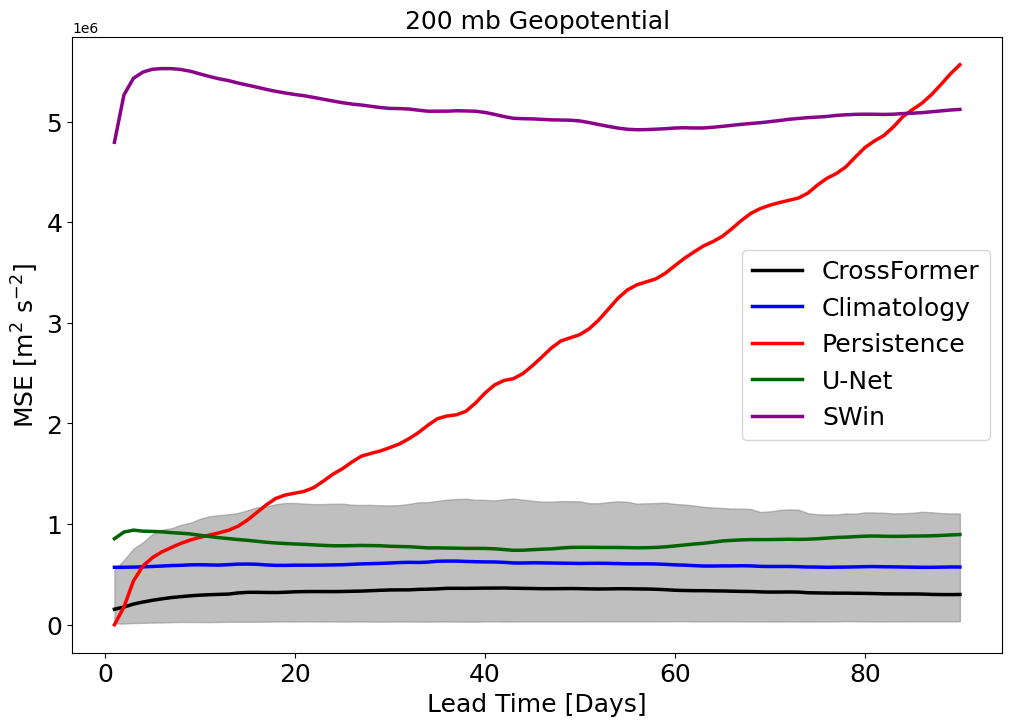 200 mb Geopotential
1e6
MSE [m² s⁻²]
5
4
3
2
1
0
0 20 40 60 80
Lead Time [Days]
CrossFormer
Climatology
Persistence
U-Net
SWin